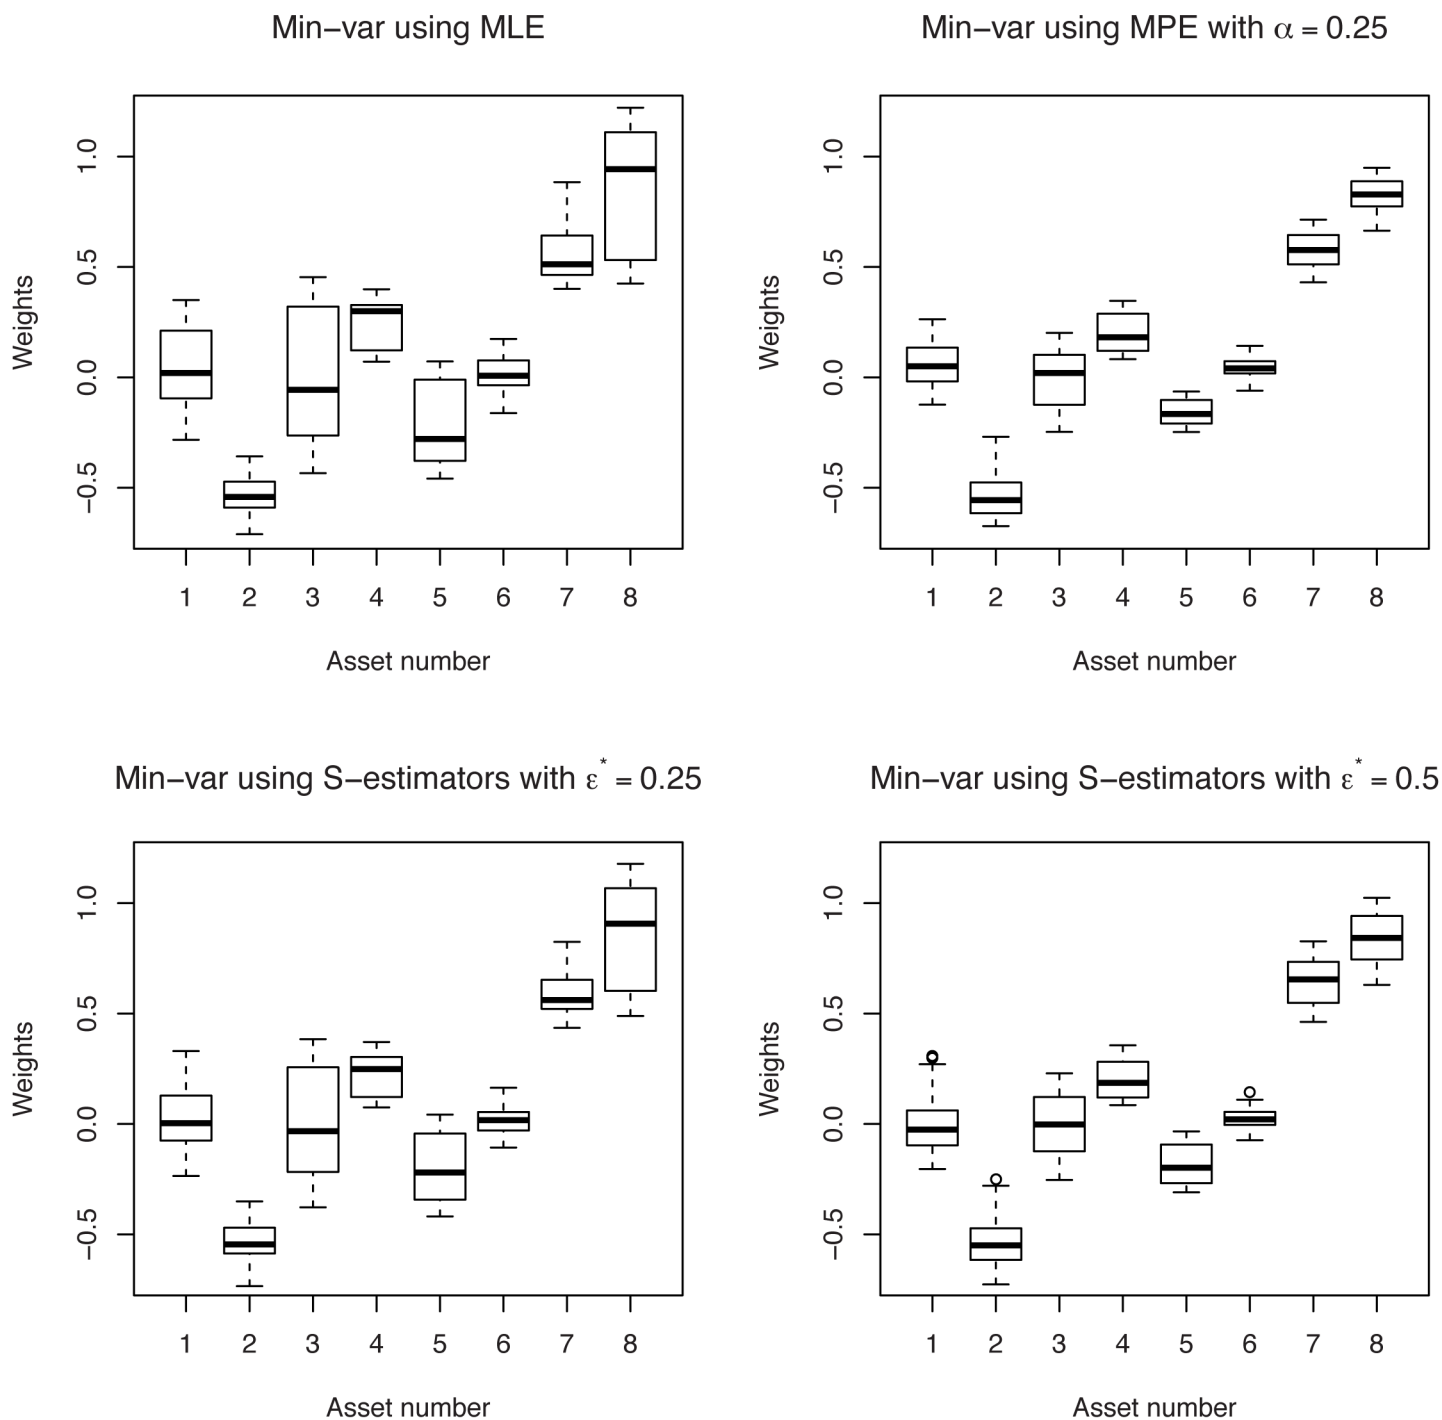 Min−var using MLE
Weights
1.0
0.5
0.0
−0.5
1 2 3 4 5 6 7 8
Asset number
Min−var using MPE with α = 0.25
Weights
1.0
0.5
0.0
−0.5
1 2 3 4 5 6 7 8
Asset number
Min−var using S−estimators with ε* = 0.25
Weights
1.0
0.5
0.0
−0.5
1 2 3 4 5 6 7 8
Asset number
Min−var using S−estimators with ε* = 0.5
Weights
1.0
0.5
0.0
−0.5
1 2 3 4 5 6 7 8
Asset number